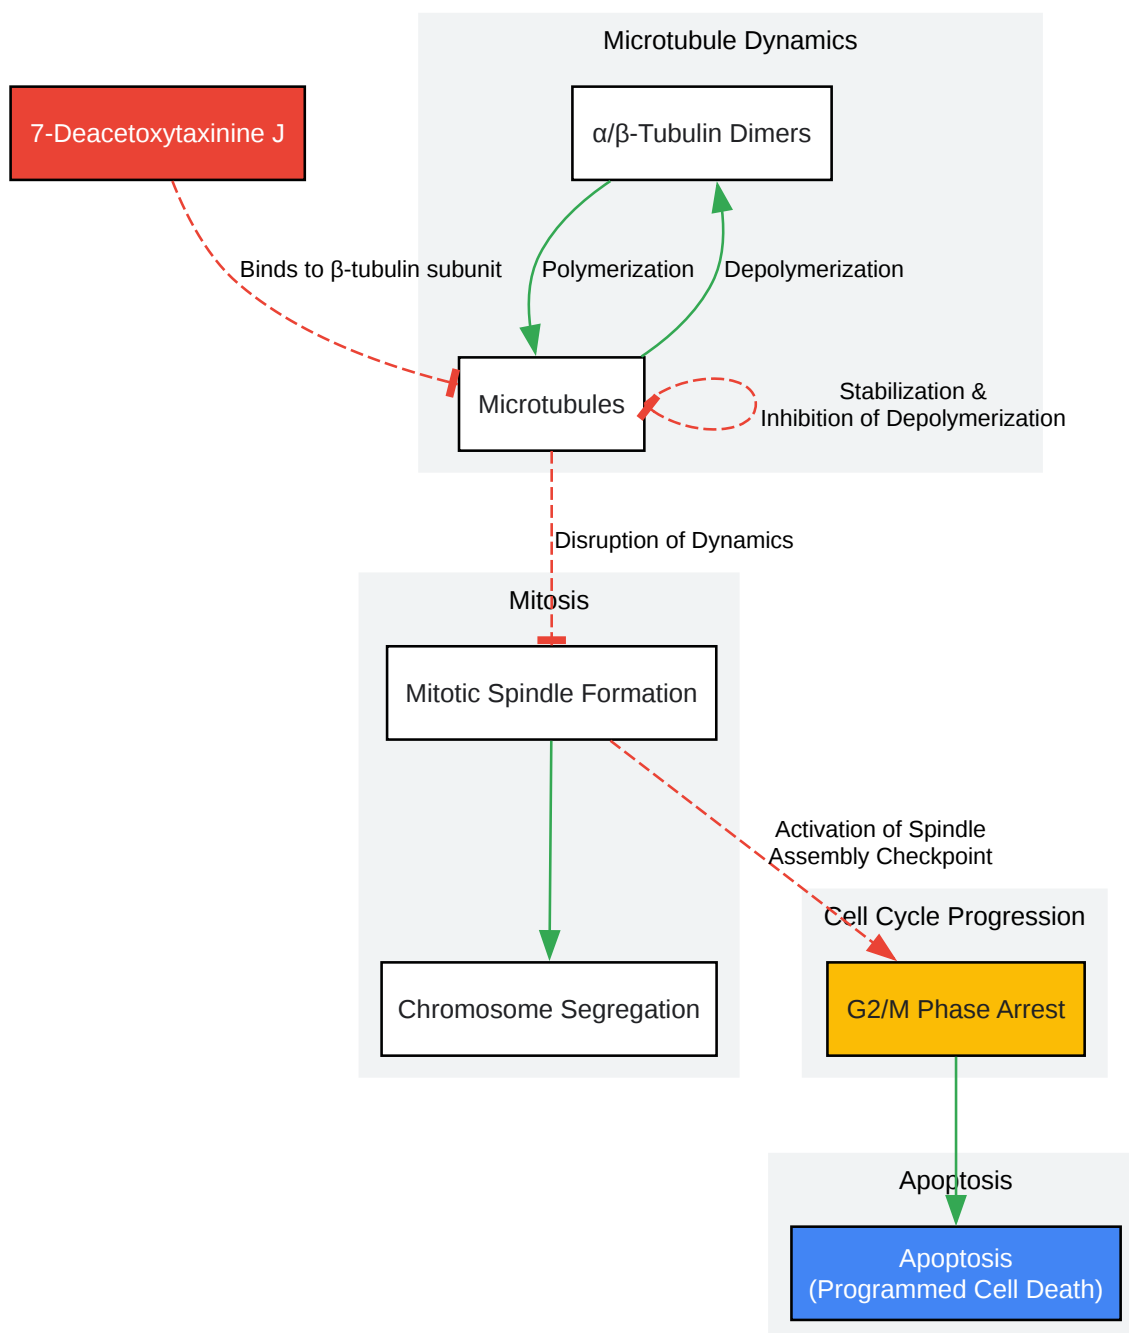 Microtubule Dynamics
7-Deacetoxytaxinine J
α/β-Tubulin Dimers
Binds to β-tubulin subunit
Polymerization
Depolymerization
Microtubules
Stabilization &
Inhibition of Depolymerization
Disruption of Dynamics
Mitosis
Mitotic Spindle Formation
Activation of Spindle
Assembly Checkpoint
Cell Cycle Progression
Chromosome Segregation
G2/M Phase Arrest
Apoptosis
Apoptosis
(Programmed Cell Death)